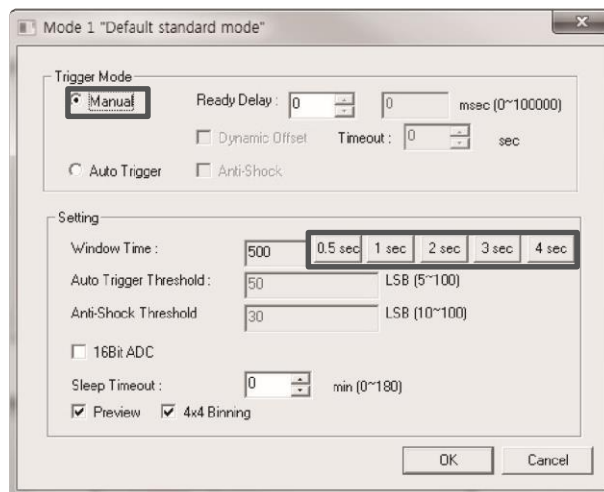 Mode 1 "Default standard mode"
Trigger Mode
Manual Ready Delay : 0 0 msec (0~100000)
Dynamic Offset Timeout : 0 sec
Auto Trigger Anti-Shock
Setting
Window Time : 500 0.5 sec 1 sec 2 sec 3 sec 4 sec
Auto Trigger Threshold : 50 LSB (5~100)
Anti-Shock Threshold 30 LSB (10~100)
16Bit ADC
Sleep Timeout : 0 min (0~180)
Preview 4x4 Binning
OK Cancel